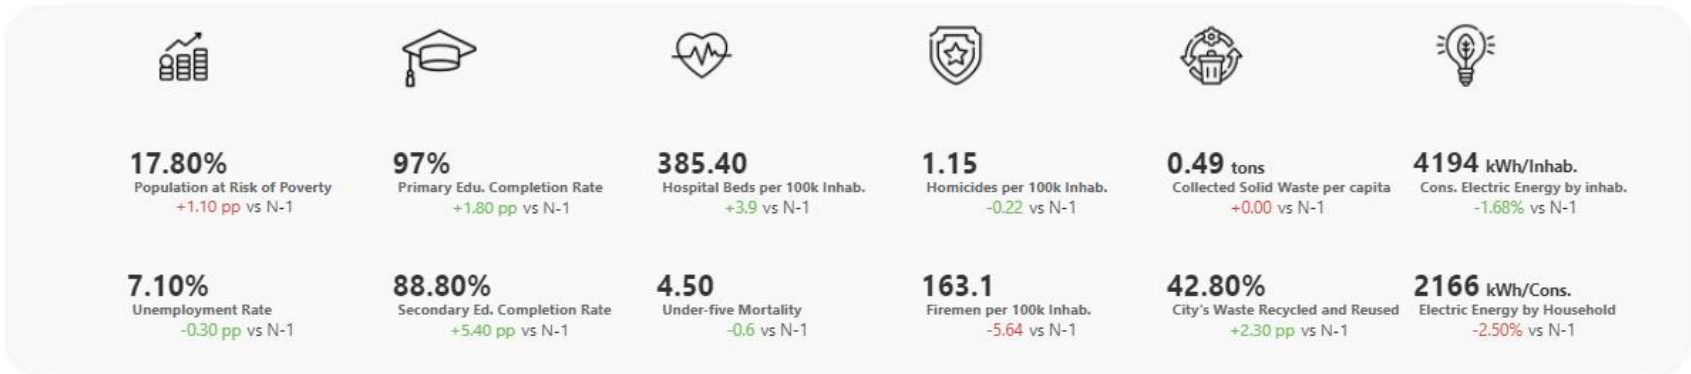 17.80%
Population at Risk of Poverty
+1.10 pp vs N-1
97%
Primary Edu. Completion Rate
+1.80 pp vs N-1
385.40
Hospital Beds per 100k Inhab.
+3.9 vs N-1
1.15
Homicides per 100k Inhab.
-0.22 vs N-1
0.49 tons
Collected Solid Waste per capita
+0.00 vs N-1
4194 kWh/Inhab.
Cons. Electric Energy by inhab.
-1.68% vs N-1
7.10%
Unemployment Rate
-0.30 pp vs N-1
88.80%
Secondary Ed. Completion Rate
+5.40 pp vs N-1
4.50
Under-five Mortality
-0.6 vs N-1
163.1
Firemen per 100k Inhab.
-5.64 vs N-1
42.80%
City's Waste Recycled and Reused
+2.30 pp vs N-1
2166 kWh/Cons.
Electric Energy by Household
-2.50% vs N-1